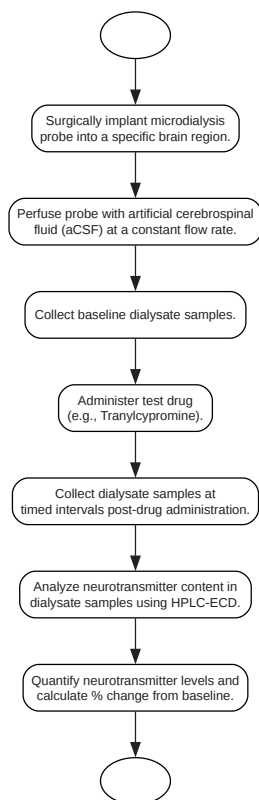 Surgically implant microdialysis
probe into a specific brain region.
Perfuse probe with artificial cerebrospinal
fluid (aCSF) at a constant flow rate.
Collect baseline dialysate samples.
Administer test drug
(e.g., Tranylcypromine).
Collect dialysate samples at
timed intervals post-drug administration.
Analyze neurotransmitter content in
dialysate samples using HPLC-ECD.
Quantify neurotransmitter levels and
calculate % change from baseline.